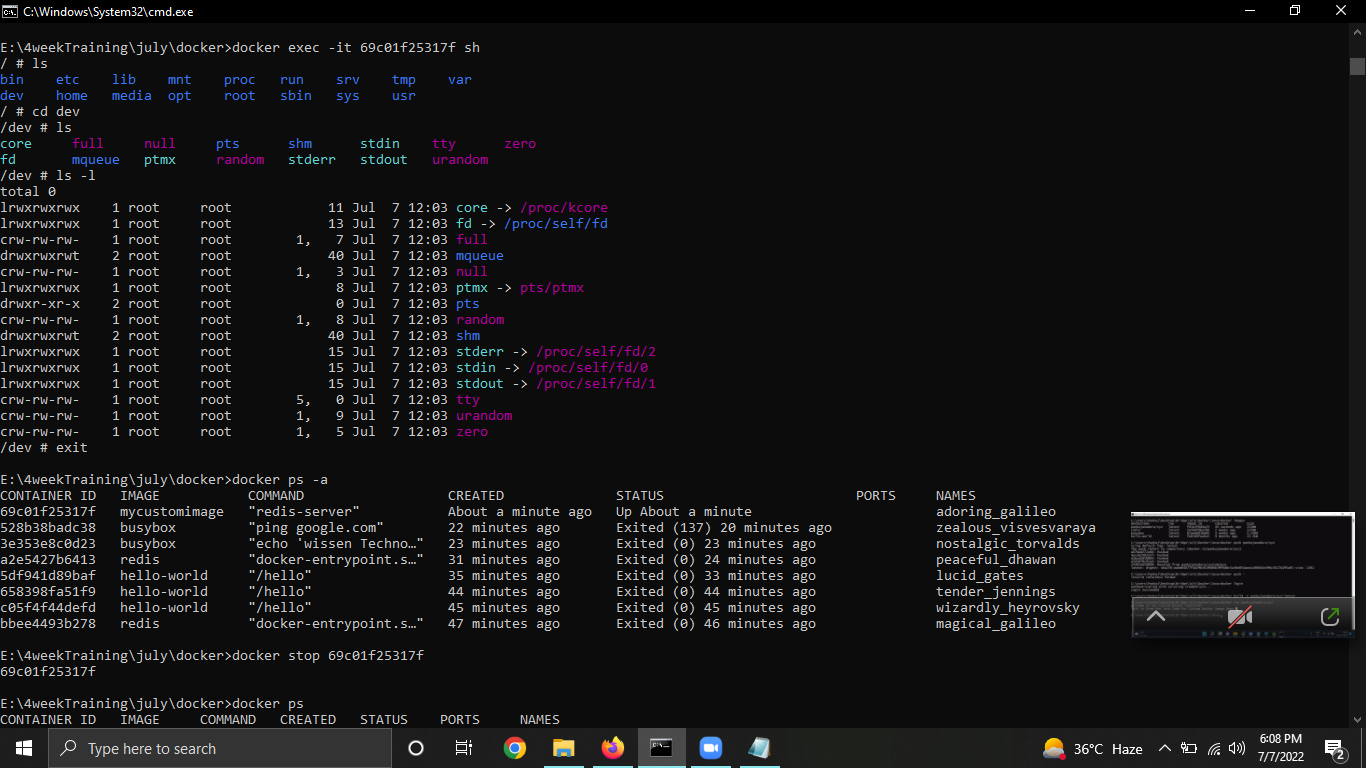 C:\Windows\System32\cmd.exe
E:\4weekTraining\july\docker>docker exec -it 69c01f25317f sh
/ # ls
bin    etc    lib    mnt    proc   run    srv    tmp    var
dev    home   media  opt    root   sbin   sys    usr
/ # cd dev
/dev # ls
core     full     null     pts      shm      stdin    tty      zero
fd       mqueue   ptmx     random   stderr   stdout   urandom
/dev # ls -l
total 0
lrwxrwxrwx    1 root     root            11 Jul  7 12:03 core -> /proc/kcore
lrwxrwxrwx    1 root     root            13 Jul  7 12:03 fd -> /proc/self/fd
crw-rw-rw-    1 root     root        1,   7 Jul  7 12:03 full
drwxrwxrwt    2 root     root            40 Jul  7 12:03 mqueue
crw-rw-rw-    1 root     root        1,   3 Jul  7 12:03 null
lrwxrwxrwx    1 root     root             8 Jul  7 12:03 ptmx -> pts/ptmx
drwxr-xr-x    2 root     root             0 Jul  7 12:03 pts
crw-rw-rw-    1 root     root        1,   8 Jul  7 12:03 random
drwxrwxrwt    2 root     root            40 Jul  7 12:03 shm
lrwxrwxrwx    1 root     root            15 Jul  7 12:03 stderr -> /proc/self/fd/2
lrwxrwxrwx    1 root     root            15 Jul  7 12:03 stdin -> /proc/self/fd/0
lrwxrwxrwx    1 root     root            15 Jul  7 12:03 stdout -> /proc/self/fd/1
crw-rw-rw-    1 root     root        5,   0 Jul  7 12:03 tty
crw-rw-rw-    1 root     root        1,   9 Jul  7 12:03 urandom
crw-rw-rw-    1 root     root        1,   5 Jul  7 12:03 zero
/dev # exit
E:\4weekTraining\july\docker>docker ps -a
CONTAINER ID   IMAGE           COMMAND                  CREATED              STATUS                        PORTS     NAMES
69c01f25317f   mycustomimage   "redis-server"           About a minute ago   Up About a minute                       adoring_galileo
528b38badc38   busybox         "ping google.com"        22 minutes ago       Exited (137) 20 minutes ago             zealous_visvesvaraya
3e353e8c0d23   busybox         "echo 'wissen Techno…"   23 minutes ago       Exited (0) 23 minutes ago               nostalgic_torvalds
a2e5427b6413   redis           "docker-entrypoint.s…"   31 minutes ago       Exited (0) 24 minutes ago               peaceful_dhawan
5df941d89baf   hello-world     "/hello"                 35 minutes ago       Exited (0) 33 minutes ago               lucid_gates
658398fa51f9   hello-world     "/hello"                 44 minutes ago       Exited (0) 44 minutes ago               tender_jennings
c05f4f44defd   hello-world     "/hello"                 45 minutes ago       Exited (0) 45 minutes ago               wizardly_heyrovsky
bbee4493b278   redis           "docker-entrypoint.s…"   47 minutes ago       Exited (0) 46 minutes ago               magical_galileo
E:\4weekTraining\july\docker>docker stop 69c01f25317f
69c01f25317f
E:\4weekTraining\july\docker>docker ps
CONTAINER ID   IMAGE     COMMAND   CREATED   STATUS    PORTS     NAMES
Type here to search
36°C Haze
6:08 PM
7/7/2022
2